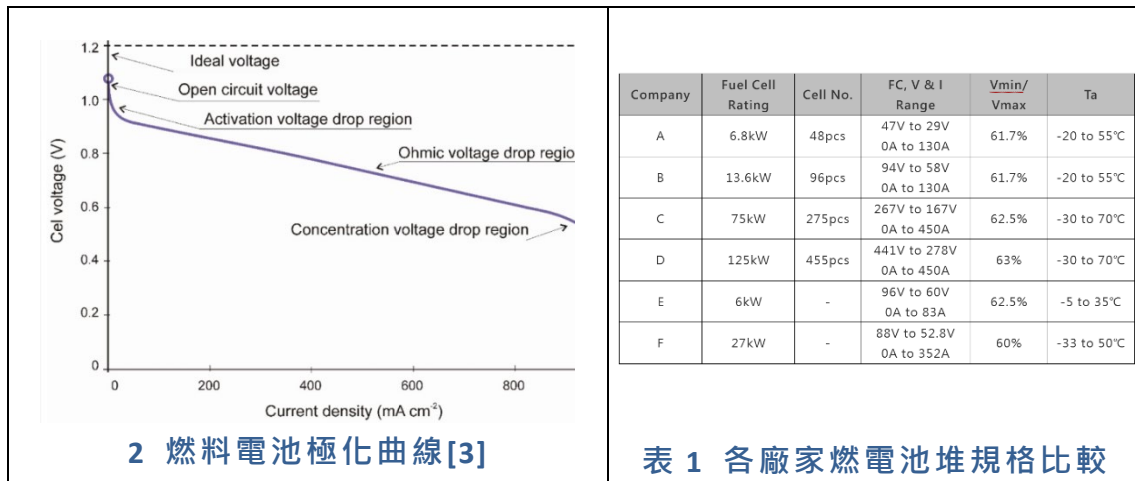 1.2
Ideal voltage
Open circuit voltage
1.0
Activation voltage drop region
Ohmic voltage drop regio
0.8
0.6
Concentration voltage drop region
0.4
0.2
0
Cel voltage (V)
0 200 400 600 800
Current density (mA cm⁻²)
2 燃料電池極化曲線[3]
Company Fuel Cell Rating Cell No. FC, V & I Range Vmin/ Vmax Ta
A 6.8kW 48pcs 47V to 29V 0A to 130A 61.7% -20 to 55℃
B 13.6kW 96pcs 94V to 58V 0A to 130A 61.7% -20 to 55℃
C 75kW 275pcs 267V to 167V 0A to 450A 62.5% -30 to 70℃
D 125kW 455pcs 441V to 278V 0A to 450A 63% -30 to 70℃
E 6kW - 96V to 60V 0A to 83A 62.5% -5 to 35℃
F 27kW - 88V to 52.8V 0A to 352A 60% -33 to 50℃
表 1 各廠家燃電池堆規格比較